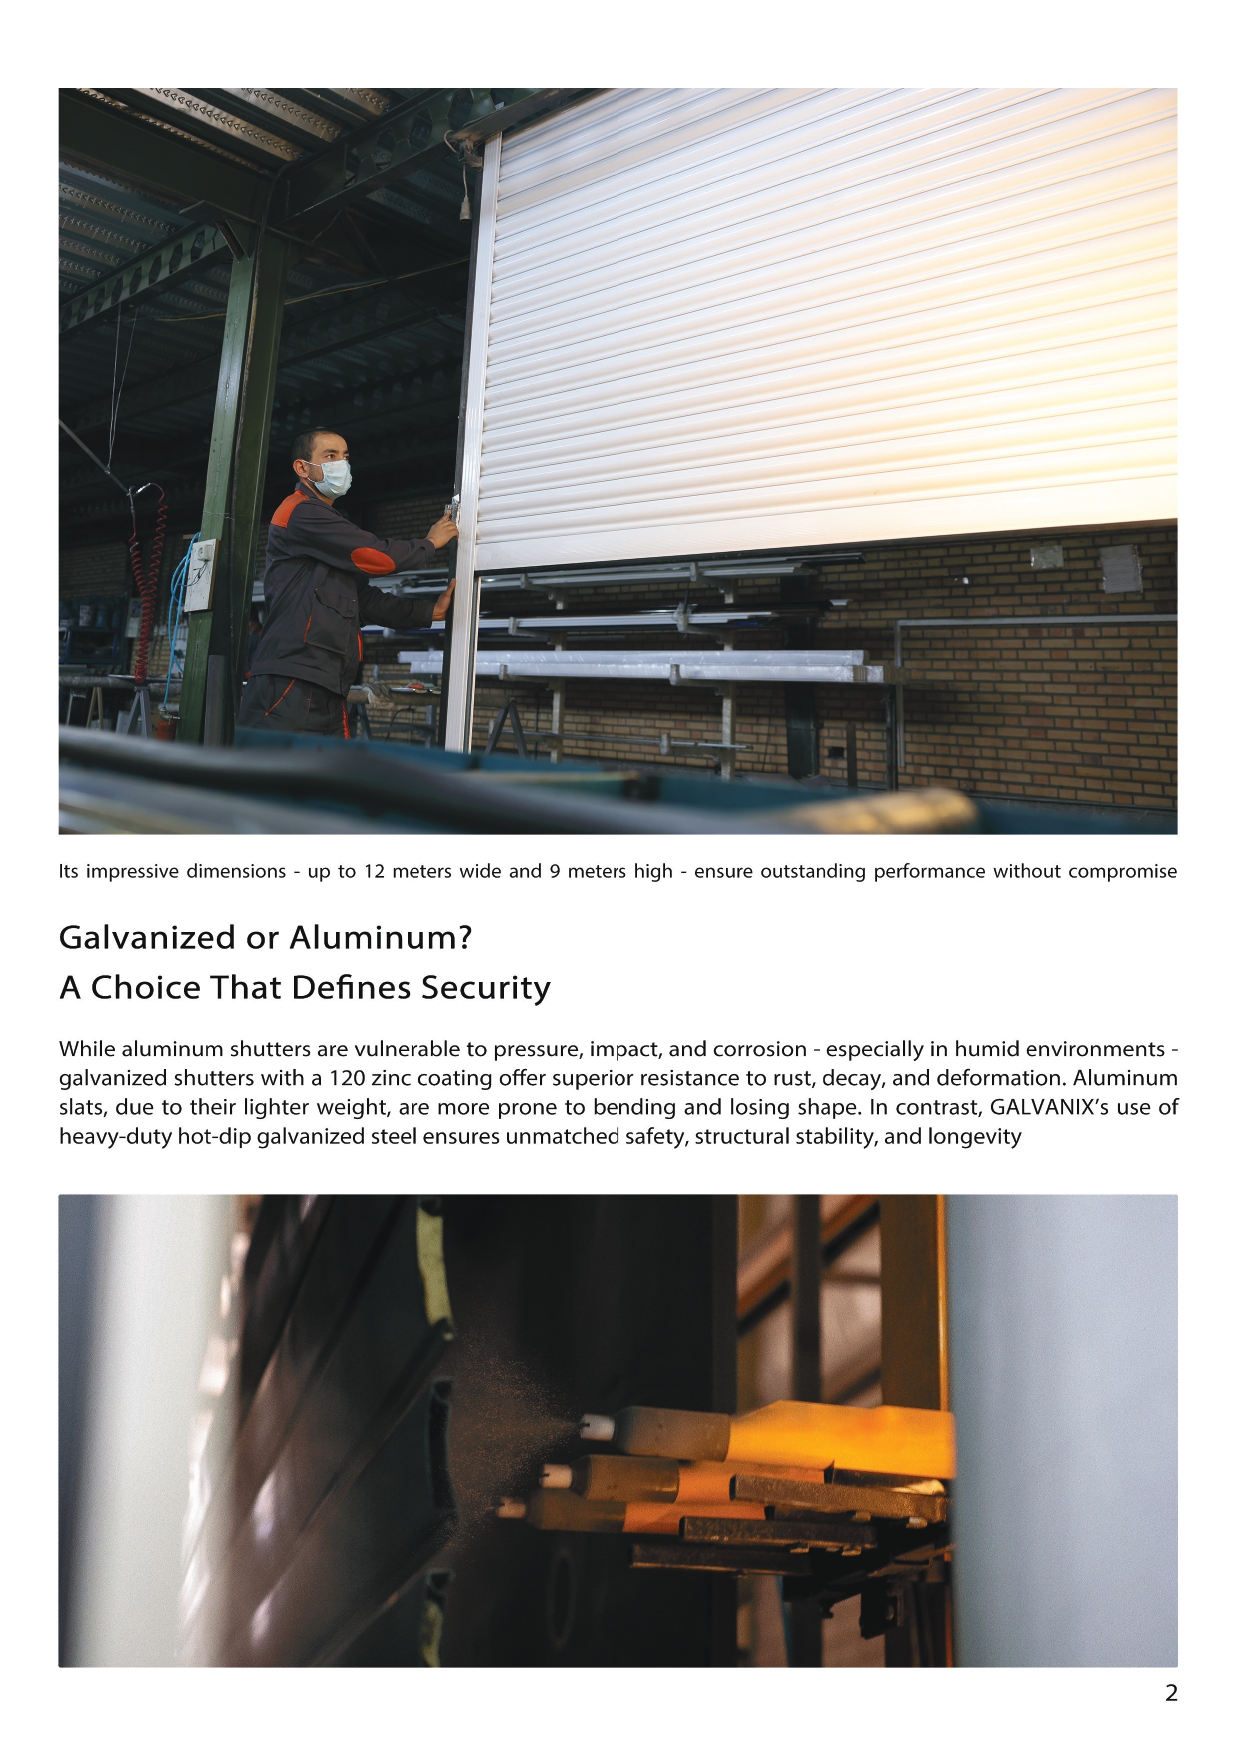 Its impressive dimensions - up to 12 meters wide and 9 meters high - ensure outstanding performance without compromise
Galvanized or Aluminum?
A Choice That Defines Security
While aluminum shutters are vulnerable to pressure, impact, and corrosion - especially in humid environments -
galvanized shutters with a 120 zinc coating offer superior resistance to rust, decay, and deformation. Aluminum
slats, due to their lighter weight, are more prone to bending and losing shape. In contrast, GALVANIX’s use of
heavy-duty hot-dip galvanized steel ensures unmatched safety, structural stability, and longevity
2